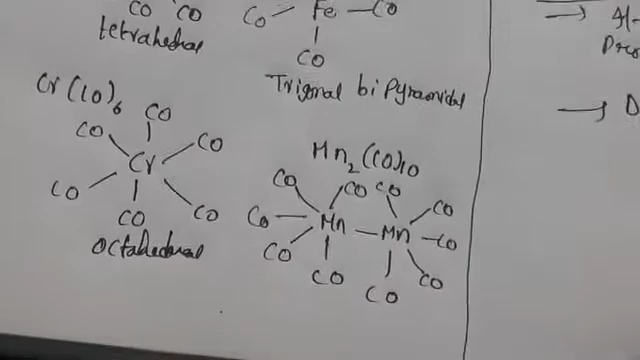 CO CO
tetrahedral
CO Fe CO
CO
Trigonal bipyramidal
Cr(CO)6
CO CO CO
Cr
CO CO CO
octahedral
Mn2(CO)10
CO CO CO CO
CO Mn Mn CO
CO CO CO CO
CO
→ 4
→ D